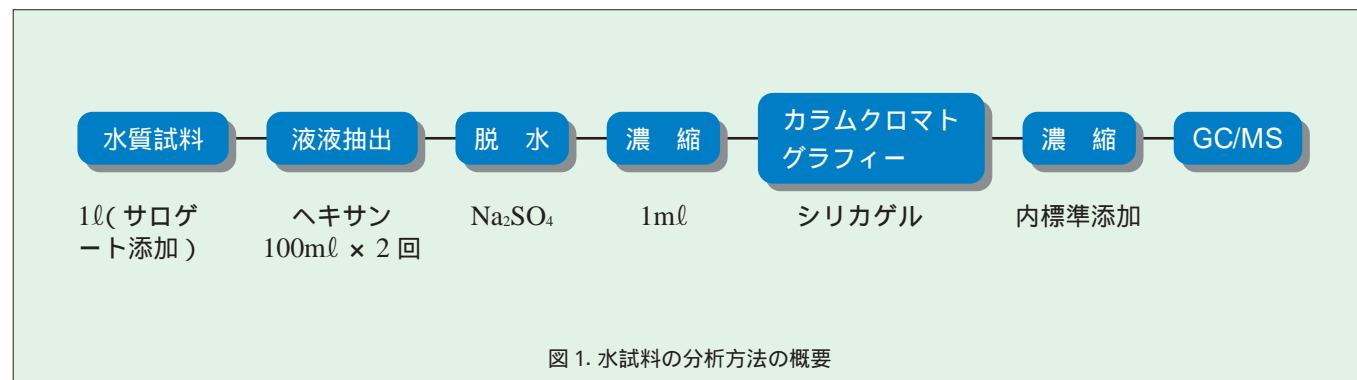 水質試料
液液抽出
脱 水
濃 縮
カラムクロマト
グラフィー
濃 縮
GC/MS
1ℓ( サロゲ
ート添加 )
ヘキサン
100mℓ × 2 回
Na₂SO₄
1mℓ
シリカゲル
内標準添加
図 1. 水試料の分析方法の概要